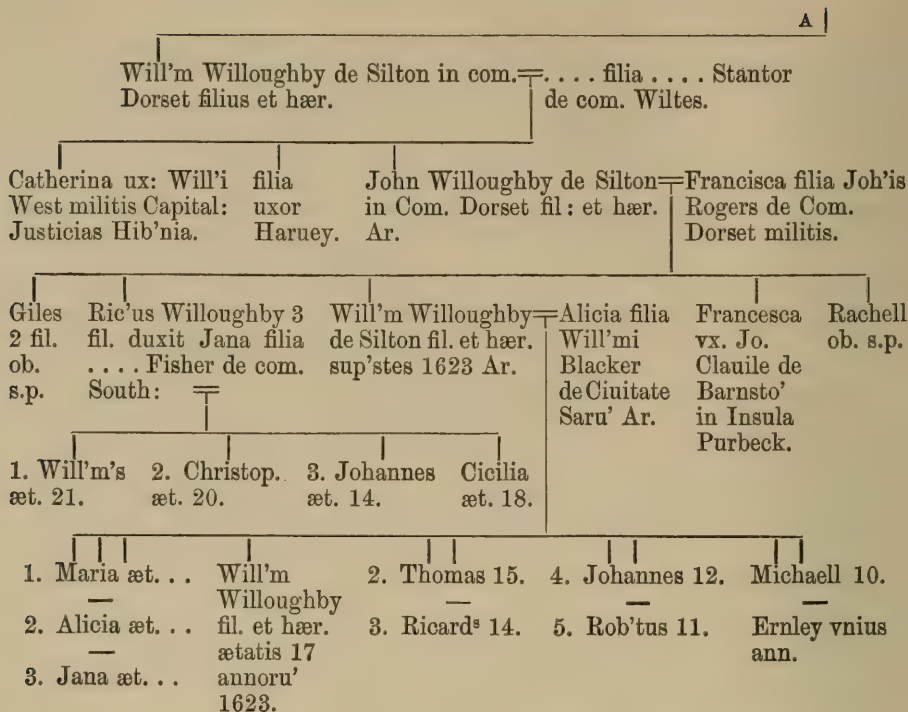 A
Will'm Willoughby de Silton in com. = . . . . filia . . . . Stantor
Dorset filius et hær. de com. Wiltes.
Catherina ux: Will'i
West militis Capital:
Justicias Hib'nia.
filia
uxor
Haruey.
John Willoughby de Silton
in Com. Dorset fil : et hær.
Ar.
Francisca filia Joh'is
Rogers de Com.
Dorset militis.
Giles
2 fil.
ob.
s.p.
Ric'us Willoughby 3
fil. duxit Jana filia
. . . . Fisher de com.
South:
Will'm Willoughby
de Silton fil. et hær.
sup'stes 1623 Ar.
Alicia filia
Will'mi
Blacker
de Ciuitate
Saru' Ar.
Francesca
vx. Jo.
Clauile de
Barnsto'
in Insula
Purbeck.
Rachell
ob. s.p.
1. Will'm's
æt. 21.
2. Christop.
æt. 20.
3. Johannes
æt. 14.
Cicilia
æt. 18.
1. Maria æt. . .
2. Alicia æt. . .
3. Jana æt. . .
Will'm
Willoughby
fil. et hær.
ætatis 17
annoru'
1623.
2. Thomas 15.
3. Ricardˢ 14.
4. Johannes 12.
5. Rob'tus 11.
Michaell 10.
Ernley vnius
ann.